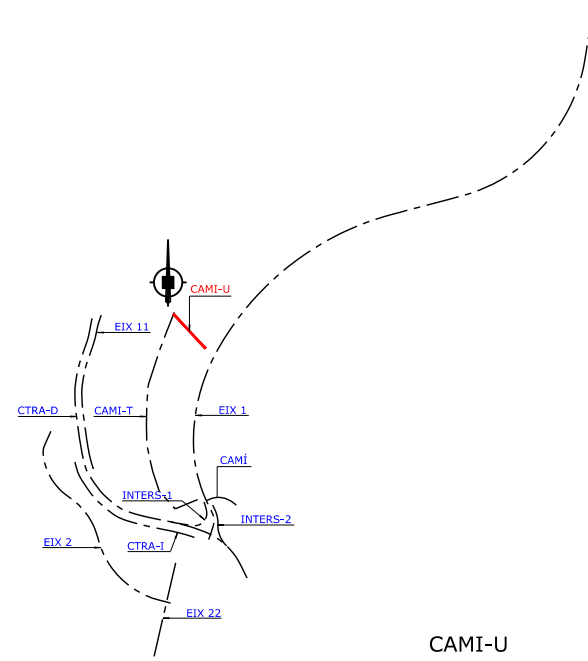 CAMI-U
EIX 11
CTRA-D
CAMI-T
EIX 1
CAMÍ
INTERS-1
INTERS-2
EIX 2
CTRA-I
EIX 22
CAMI-U